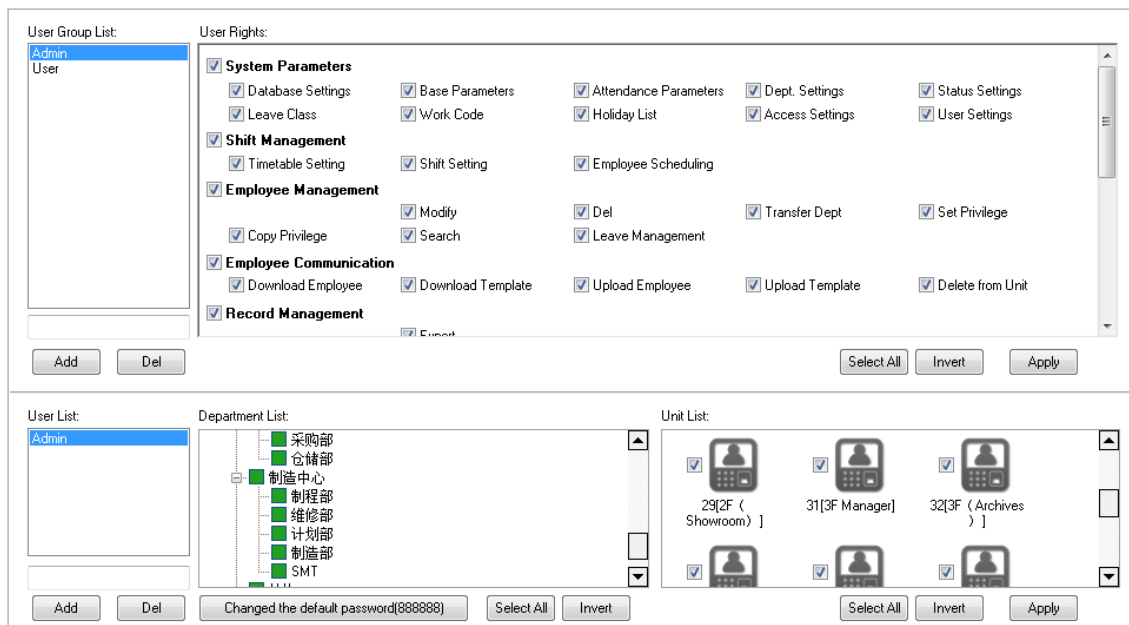 User Group List: User Rights:
Admin
User
System Parameters
Database Settings Base Parameters Attendance Parameters Dept. Settings Status Settings
Leave Class Work Code Holiday List Access Settings User Settings
Shift Management
Timetable Setting Shift Setting Employee Scheduling
Employee Management
Modify Del Transfer Dept Set Privilege
Copy Privilege Search Leave Management
Employee Communication
Download Employee Download Template Upload Employee Upload Template Delete from Unit
Record Management
Export
Add Del Select All Invert Apply
User List: Department List: Unit List:
Admin
采购部
仓储部
制造中心
制程部
维修部
计划部
制造部
SMT
29[2F（
Showroom）]
31[3F Manager]
32[3F（Archives
）]
Add Del Changed the default password(888888) Select All Invert Select All Invert Apply